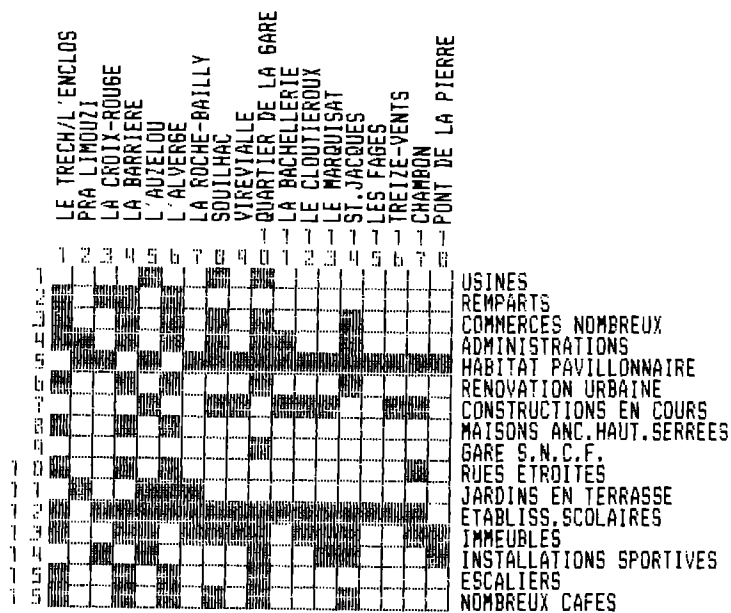 LE TRECH/L'ENCLOS
PRA LIMOUZI
LA CROIX-ROUGE
LA BARRIERE
L'AUZELOU
L'ALVERGE
LA ROCHE-BAILLY
SOUILHAC
VIREVIALLE
QUARTIER DE LA GARE
LA BACHELLERIE
LE CLOUTIEROUX
LE MARQUISAT
ST.JACQUES
LES FAGES
TREIZE-VENTS
CHAMBON
PONT DE LA PIERRE
1 2 3 4 5 6 7 8 9 10 11 12 13 14 15 16 17 18
1 USINES
2 REMPARTS
3 COMMERCES NOMBREUX
4 ADMINISTRATIONS
5 HABITAT PAVILLONNAIRE
6 RENOVATION URBAINE
7 CONSTRUCTIONS EN COURS
8 MAISONS ANC.HAUT.SERREES
9 GARE S.N.C.F.
10 RUES ETROITES
11 JARDINS EN TERRASSE
12 ETABLISS.SCOLAIRES
13 IMMEUBLES
14 INSTALLATIONS SPORTIVES
15 ESCALIERS
16 NOMBREUX CAFES